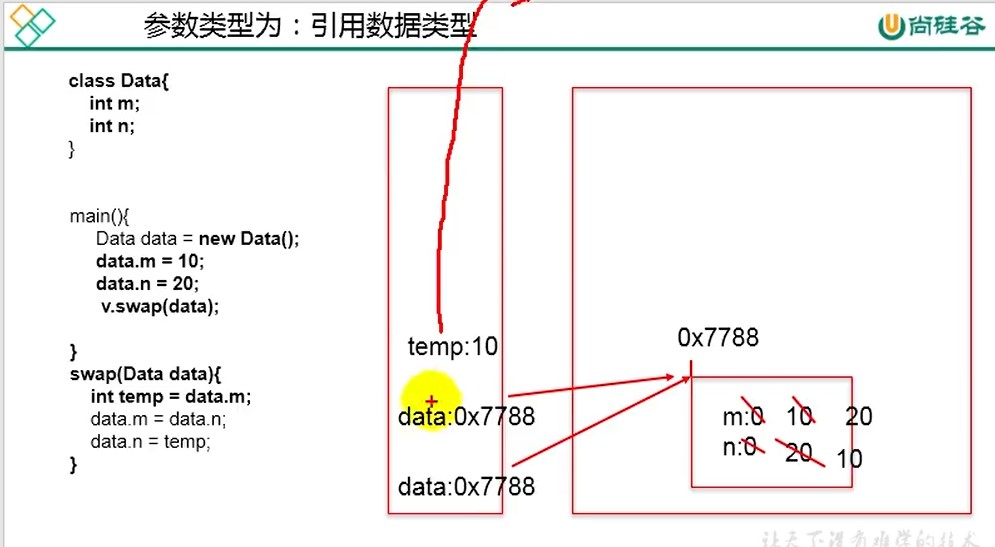 参数类型为：引用数据类型
尚硅谷
class Data{
int m;
int n;
}
main(){
Data data = new Data();
data.m = 10;
data.n = 20;
v.swap(data);
}
swap(Data data){
int temp = data.m;
data.m = data.n;
data.n = temp;
}
temp:10
data:0x7788
data:0x7788
0x7788
m:0 10 20
n:0 20 10
让天下没有难学的技术